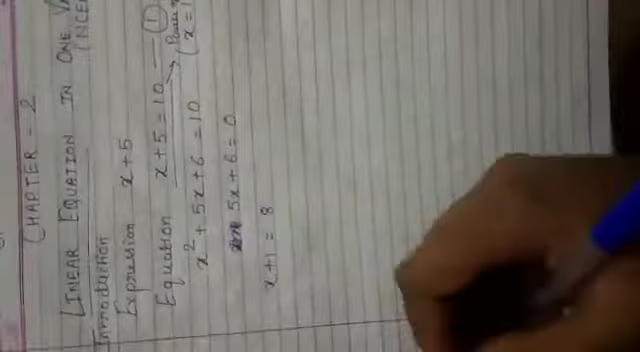 CHAPTER - 2
LINEAR EQUATION IN ONE
Introduction
Expression x+5
Equation x+5=10 — ①
x² + 5x + 6 = 10
5x + 6 = 0
x+1 = 8